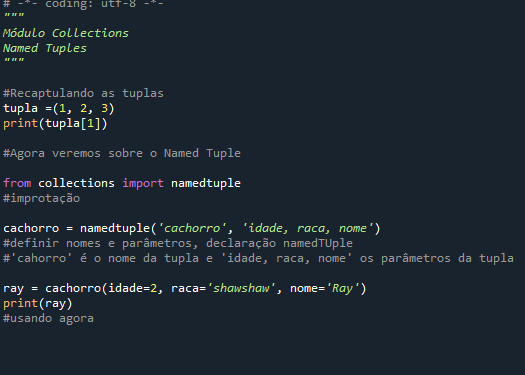 # -*- coding: utf-8 -*-
"""
Módulo Collections
Named Tuples
"""
#Recaptulando as tuplas
tupla =(1, 2, 3)
print(tupla[1])
#Agora veremos sobre o Named Tuple
from collections import namedtuple
#improtação
cachorro = namedtuple('cachorro', 'idade, raca, nome')
#definir nomes e parâmetros, declaração namedTUple
#'cahorro' é o nome da tupla e 'idade, raca, nome' os parâmetros da tupla
ray = cachorro(idade=2, raca='shawshaw', nome='Ray')
print(ray)
#usando agora